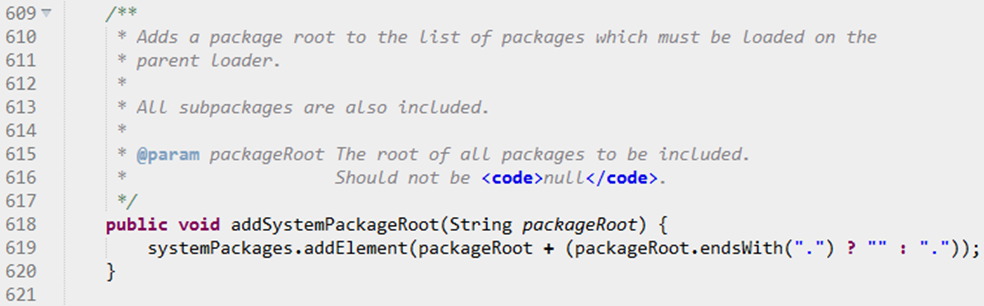 609 /**
610 * Adds a package root to the list of packages which must be loaded on the
611 * parent loader.
612 *
613 * All subpackages are also included.
614 *
615 * @param packageRoot The root of all packages to be included.
616 * Should not be <code>null</code>.
617 */
618 public void addSystemPackageRoot(String packageRoot) {
619 systemPackages.addElement(packageRoot + (packageRoot.endsWith(".") ? "" : "."));
620 }
621